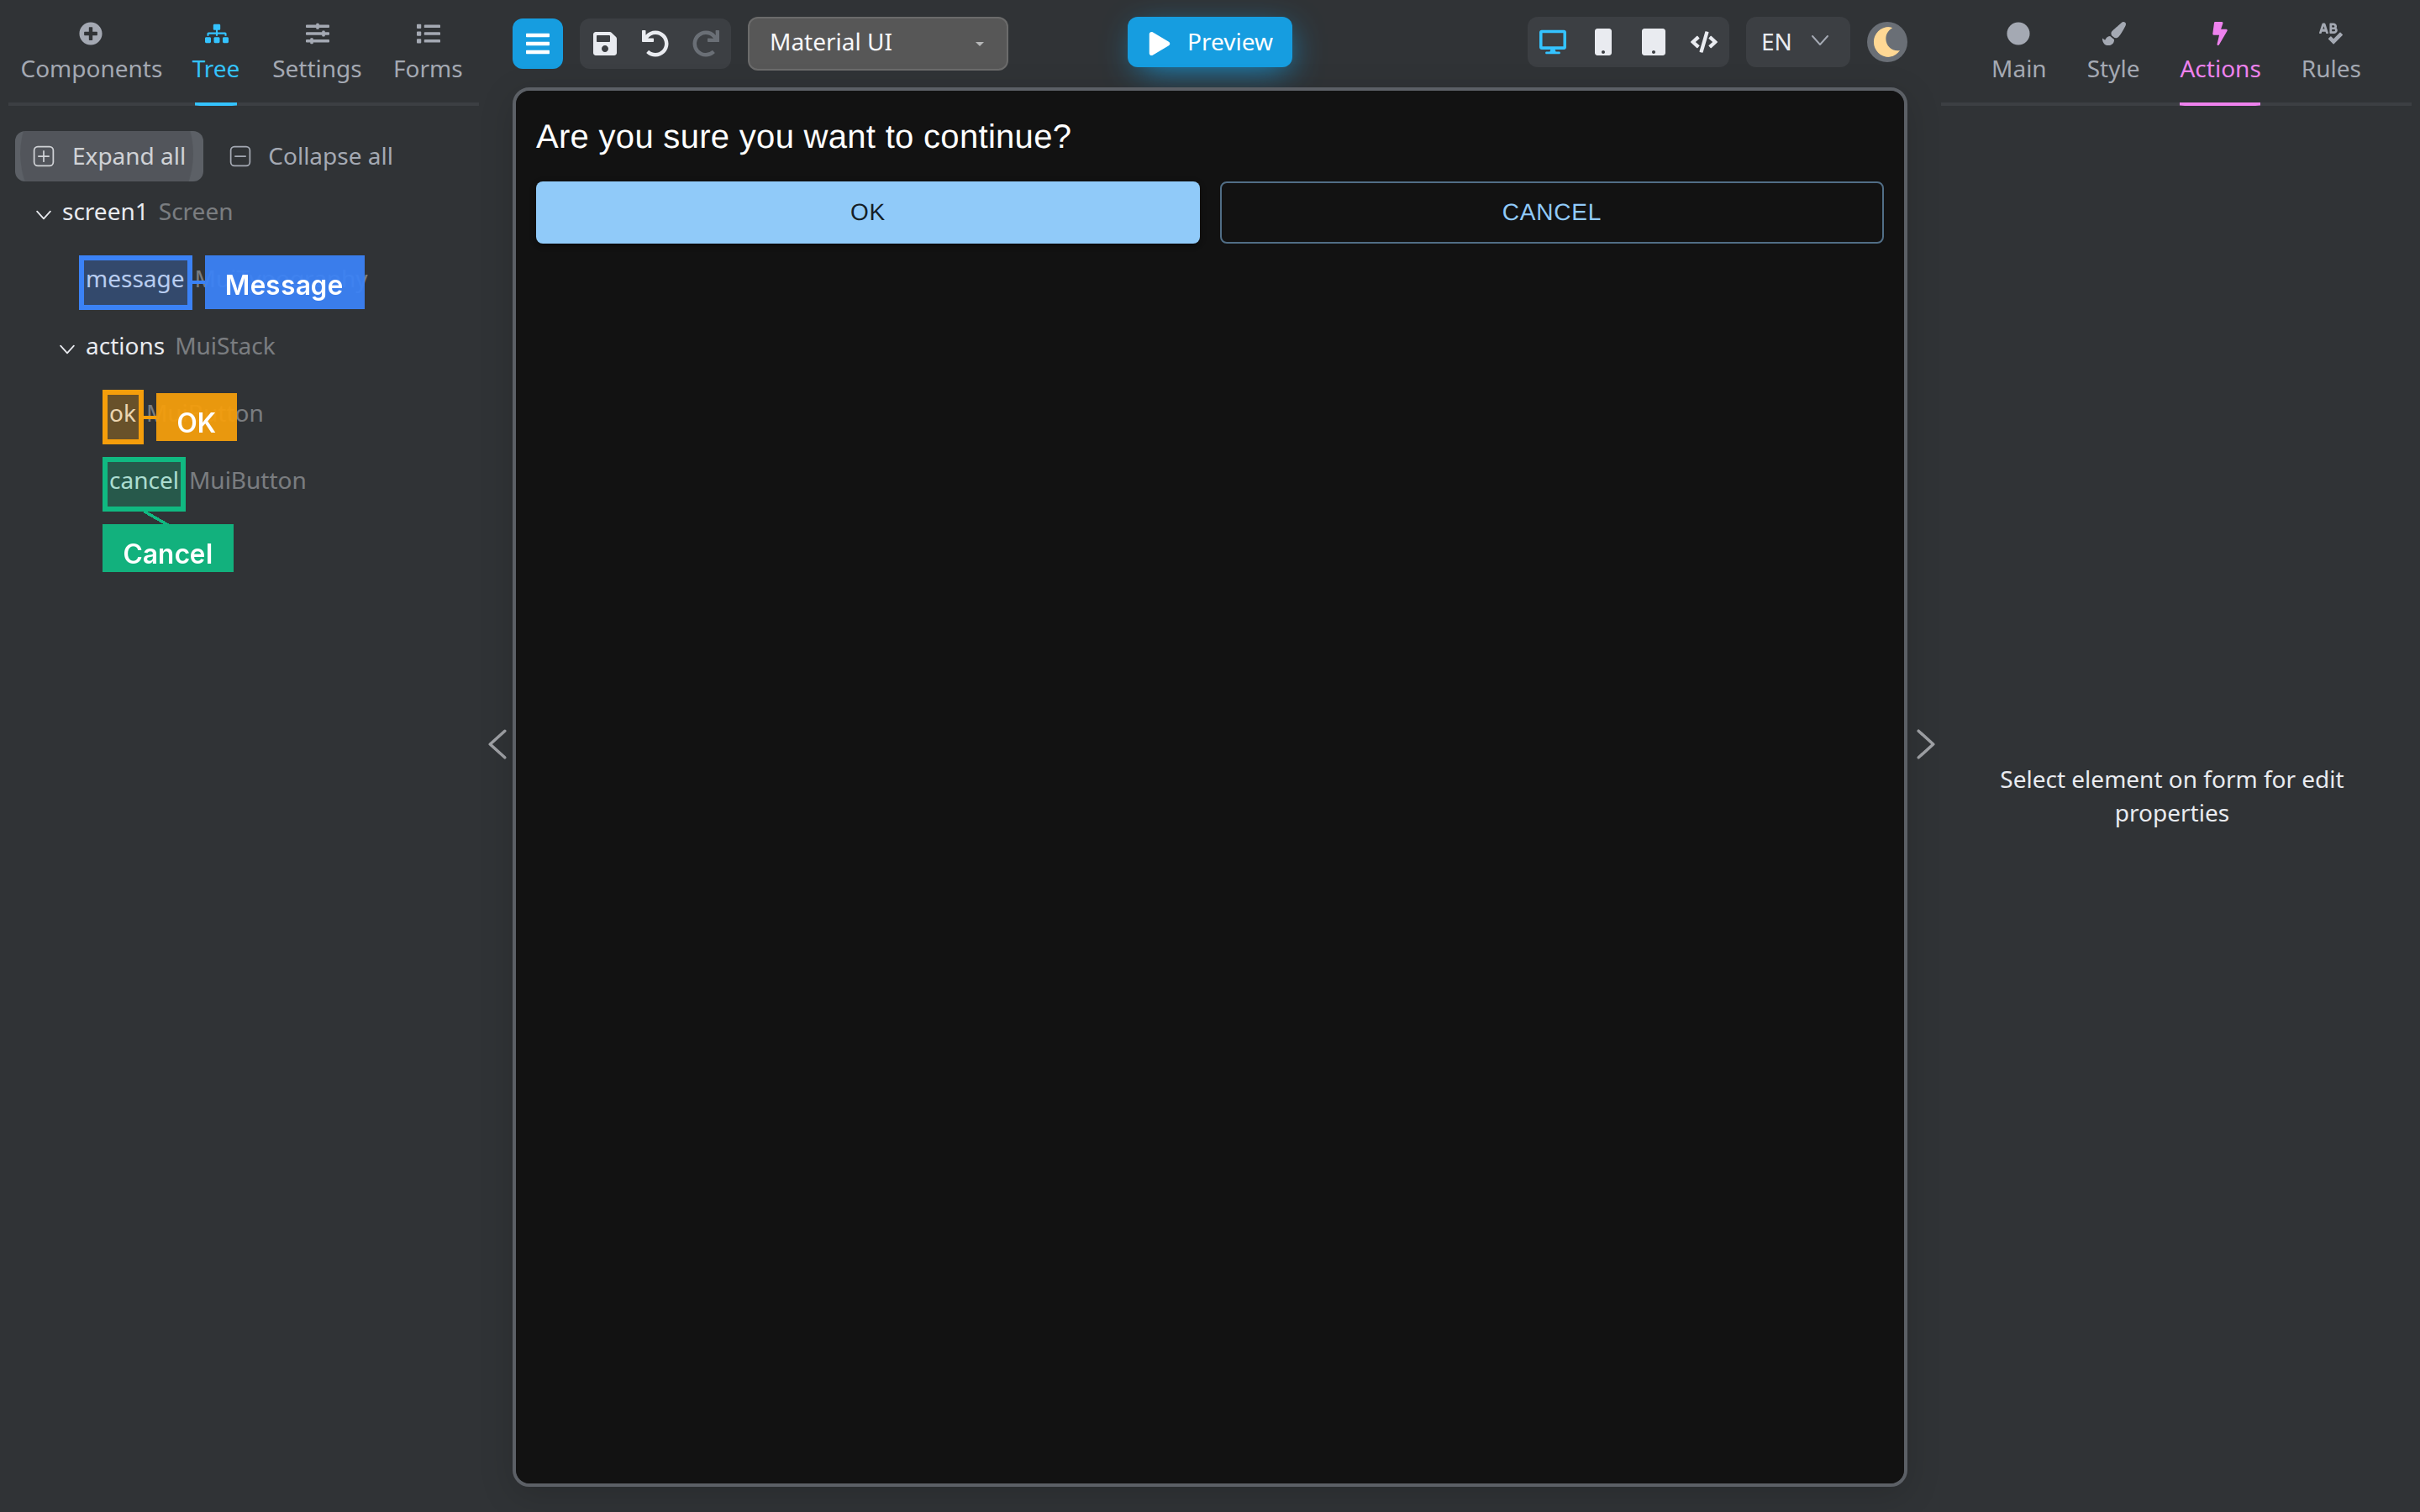 Components Tree Settings Forms
Material UI
Preview
EN
Main Style Actions Rules
Expand all Collapse all
screen1 Screen
message Message
actions MuiStack
ok OK
cancel MuiButton
Cancel
Are you sure you want to continue?
OK CANCEL
Select element on form for edit
properties